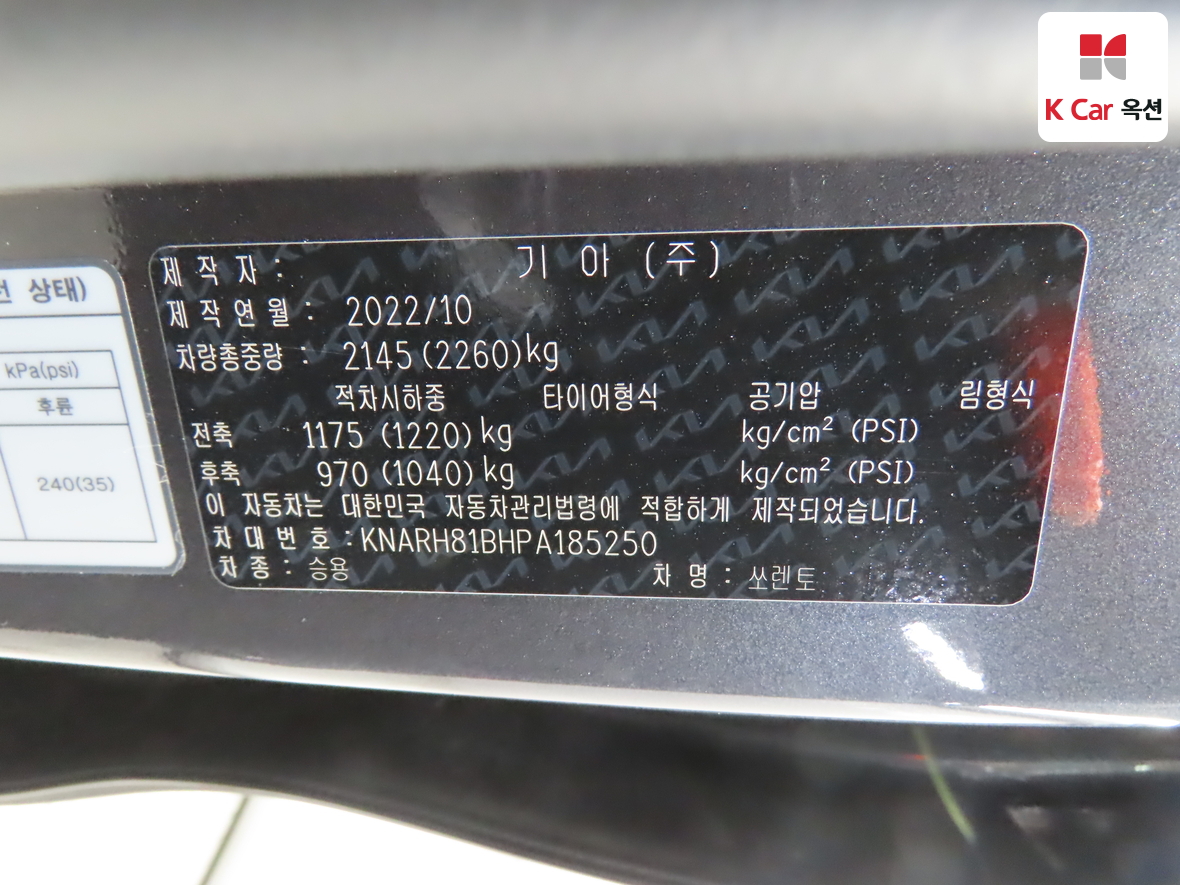 K Car 옥션
전 상태)
kPa(psi)
후륜
240(35)
제 작 자 : 기 아 (주)
제 작 연 월 : 2022/10
차량총중량 : 2145(2260)kg
적차시하중 타이어형식 공기압 림형식
전축 1175 (1220) kg kg/cm² (PSI)
후축 970 (1040) kg kg/cm² (PSI)
이 자동차는 대한민국 자동차관리법령에 적합하게 제작되었습니다.
차 대 번 호 : KNARH81BHPA185250
차 종 : 승용 차 명 : 쏘렌토